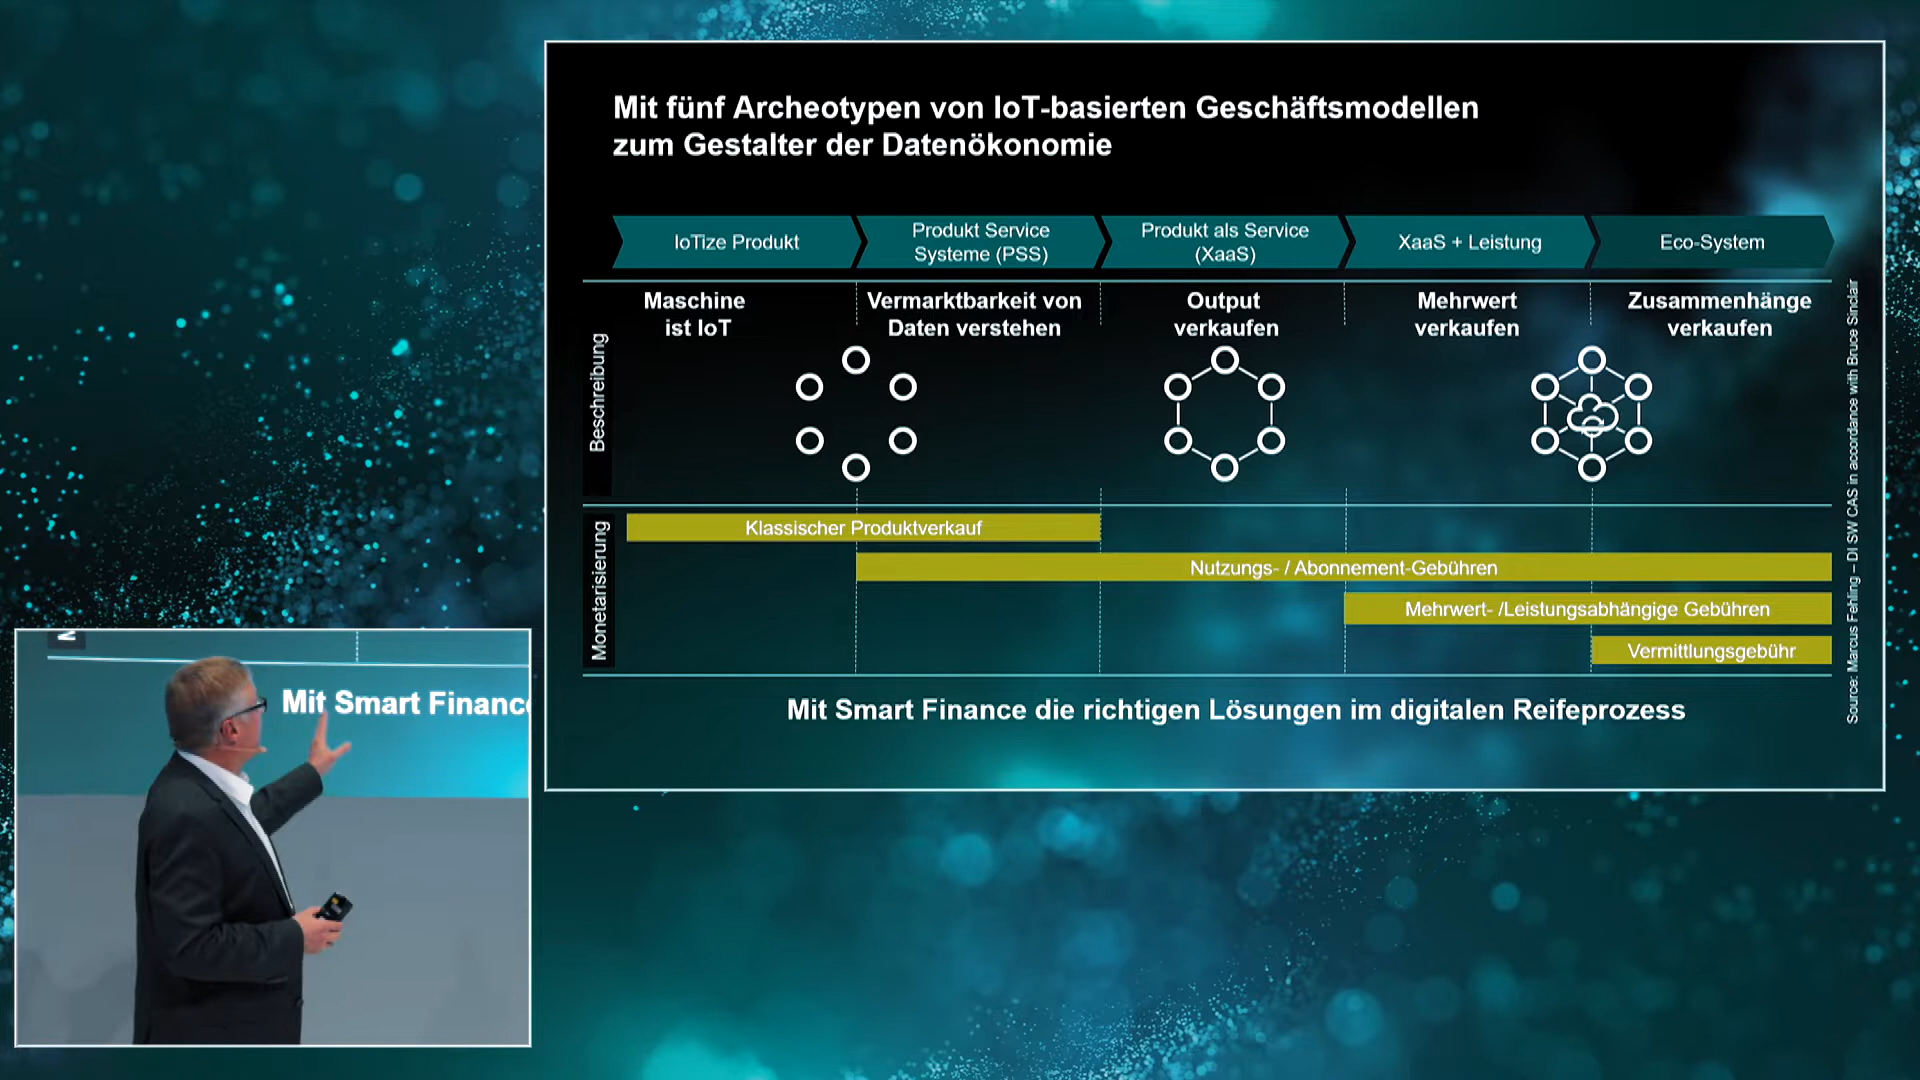 Mit fünf Archeotypen von IoT-basierten Geschäftsmodellen
zum Gestalter der Datenökonomie
IoTize Produkt
Produkt Service
Systeme (PSS)
Produkt als Service
(XaaS)
XaaS + Leistung
Eco-System
Beschreibung
Maschine
ist IoT
Vermarktbarkeit von
Daten verstehen
Output
verkaufen
Mehrwert
verkaufen
Zusammenhänge
verkaufen
Monetarisierung
Klassischer Produktverkauf
Nutzungs- / Abonnement-Gebühren
Mehrwert- /Leistungsabhängige Gebühren
Vermittlungsgebühr
Mit Smart Finance die richtigen Lösungen im digitalen Reifeprozess
Source: Marcus Fehling – DI SW CAS in accordance with Bruce Sinclair
Mit Smart Finance